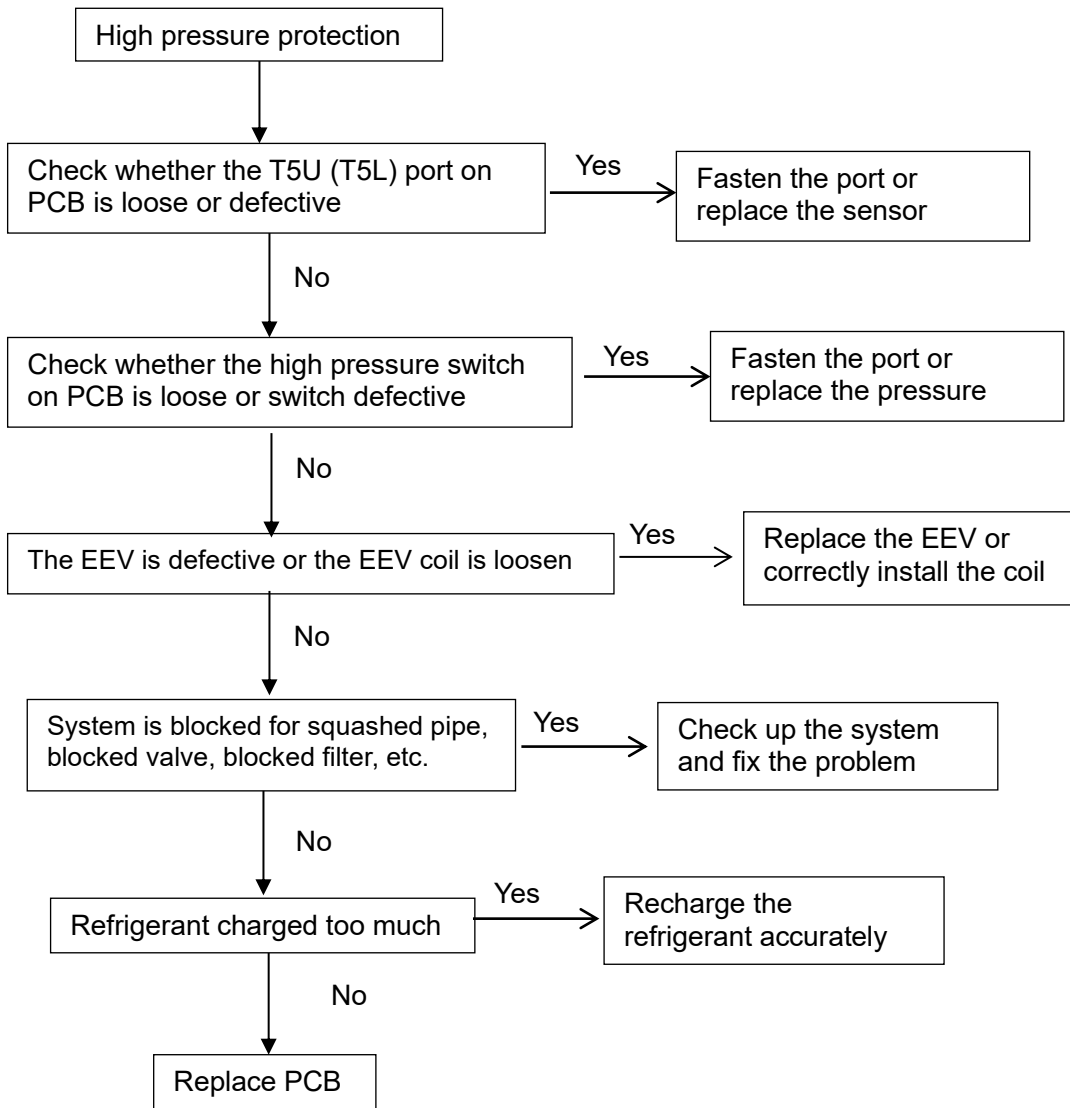 High pressure protection
Check whether the T5U (T5L) port on
PCB is loose or defective
Yes
Fasten the port or
replace the sensor
No
Check whether the high pressure switch
on PCB is loose or switch defective
Yes
Fasten the port or
replace the pressure
No
The EEV is defective or the EEV coil is loosen
Yes
Replace the EEV or
correctly install the coil
No
System is blocked for squashed pipe,
blocked valve, blocked filter, etc.
Yes
Check up the system
and fix the problem
No
Refrigerant charged too much
Yes
Recharge the
refrigerant accurately
No
Replace PCB